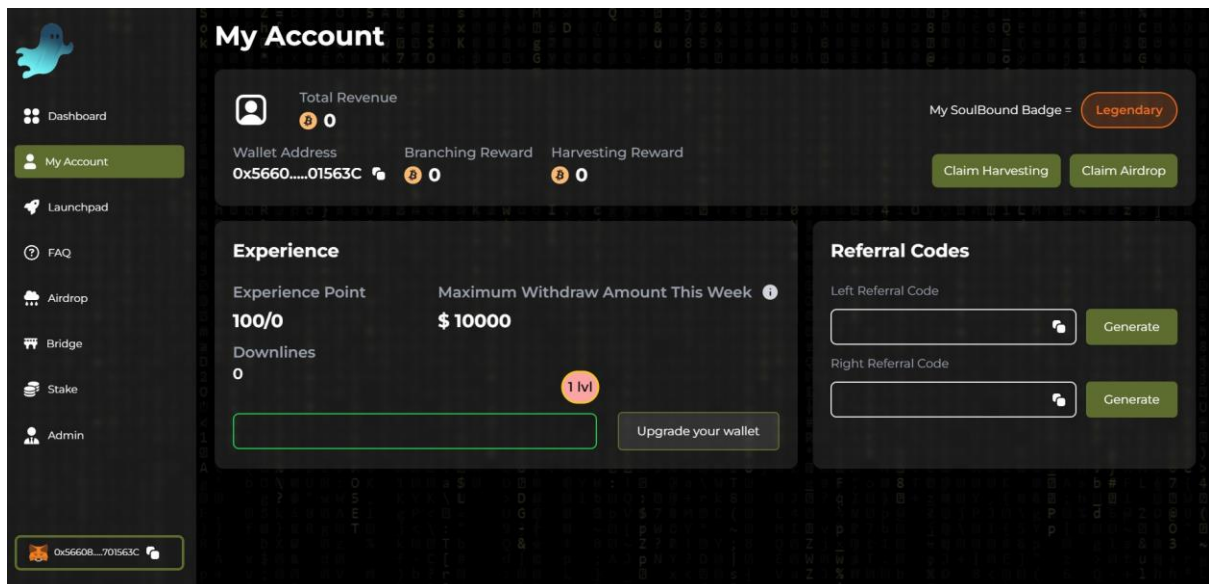 My Account
Dashboard
My Account
Launchpad
FAQ
Airdrop
Bridge
Stake
Admin
0x56608....701563C
Total Revenue
0
My SoulBound Badge = Legendary
Wallet Address Branching Reward Harvesting Reward
0x5660.....01563C 0 0
Claim Harvesting Claim Airdrop
Experience
Experience Point Maximum Withdraw Amount This Week
100/0 $ 10000
Downlines
0
1 lvl
Upgrade your wallet
Referral Codes
Left Referral Code
Generate
Right Referral Code
Generate